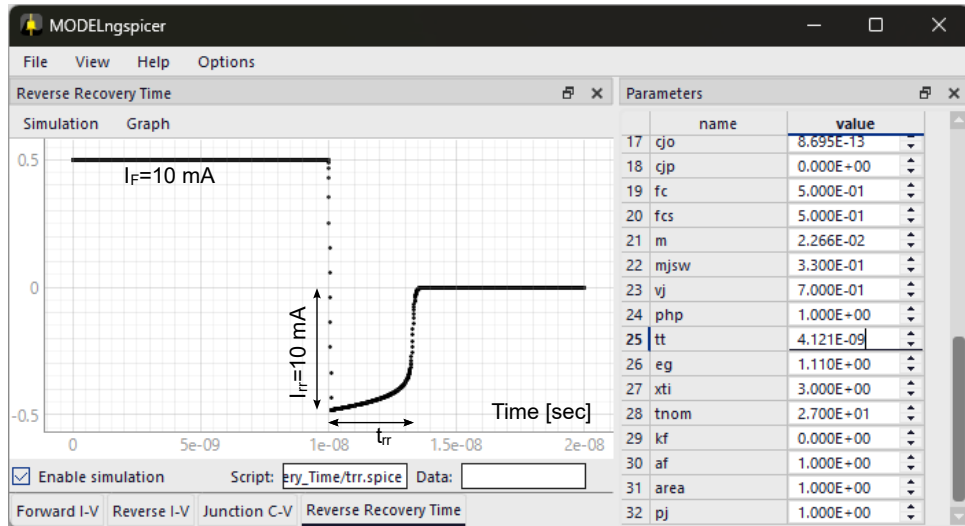 MODELngspicer
File View Help Options
Reverse Recovery Time
Simulation Graph
0.5
I_F=10 mA
0
I_rr=10 mA
-0.5
Time [sec]
t_rr
0 5e-09 1e-08 1.5e-08 2e-08
Enable simulation Script: ery_Time/trr.spice Data:
Forward I-V Reverse I-V Junction C-V Reverse Recovery Time
Parameters
name value
17 cjo 8.695E-13
18 cjp 0.000E+00
19 fc 5.000E-01
20 fcs 5.000E-01
21 m 2.266E-02
22 mjsw 3.300E-01
23 vj 7.000E-01
24 php 1.000E+00
25 tt 4.121E-09
26 eg 1.110E+00
27 xti 3.000E+00
28 tnom 2.700E+01
29 kf 0.000E+00
30 af 1.000E+00
31 area 1.000E+00
32 pj 1.000E+00